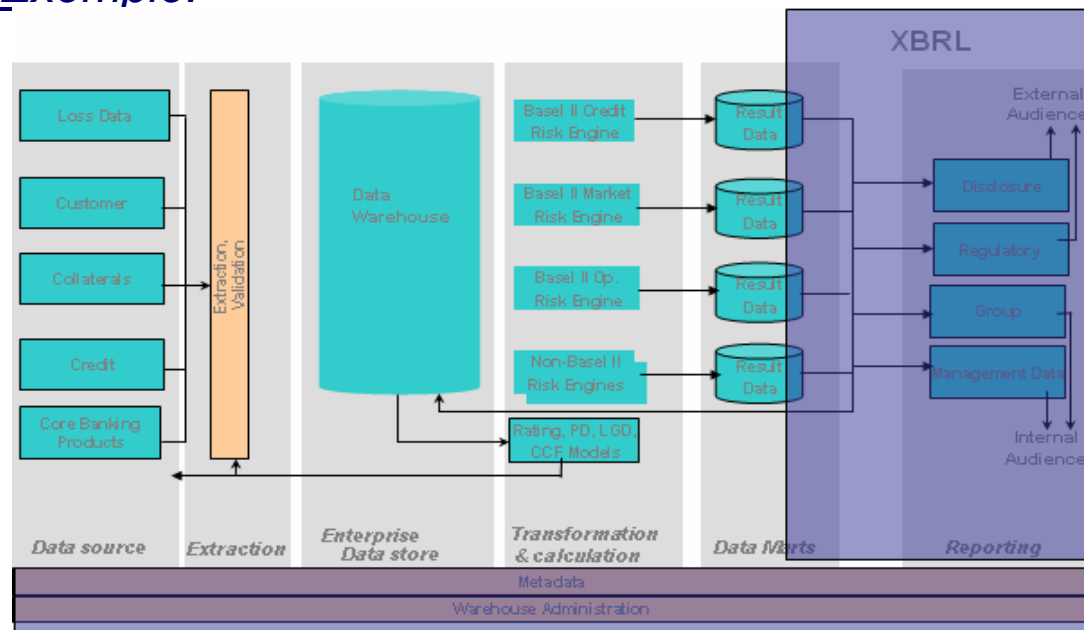 Example:
XBRL
Loss Data
Customer
Collaterals
Credit
Core Banking
Products
Extraction,
Validation
Data
Warehouse
Basel II Credit
Risk Engine
Basel II Market
Risk Engine
Basel II Op.
Risk Engine
Non-Basel II
Risk Engines
Rating, PD, LGD,
CCF Models
Result
Data
Result
Data
Result
Data
Result
Data
External
Audience
Disclosure
Regulatory
Group
Management Data
Internal
Audience
Data source
Extraction
Enterprise
Data store
Transformation
& calculation
Data Marts
Reporting
Metadata
Warehouse Administration